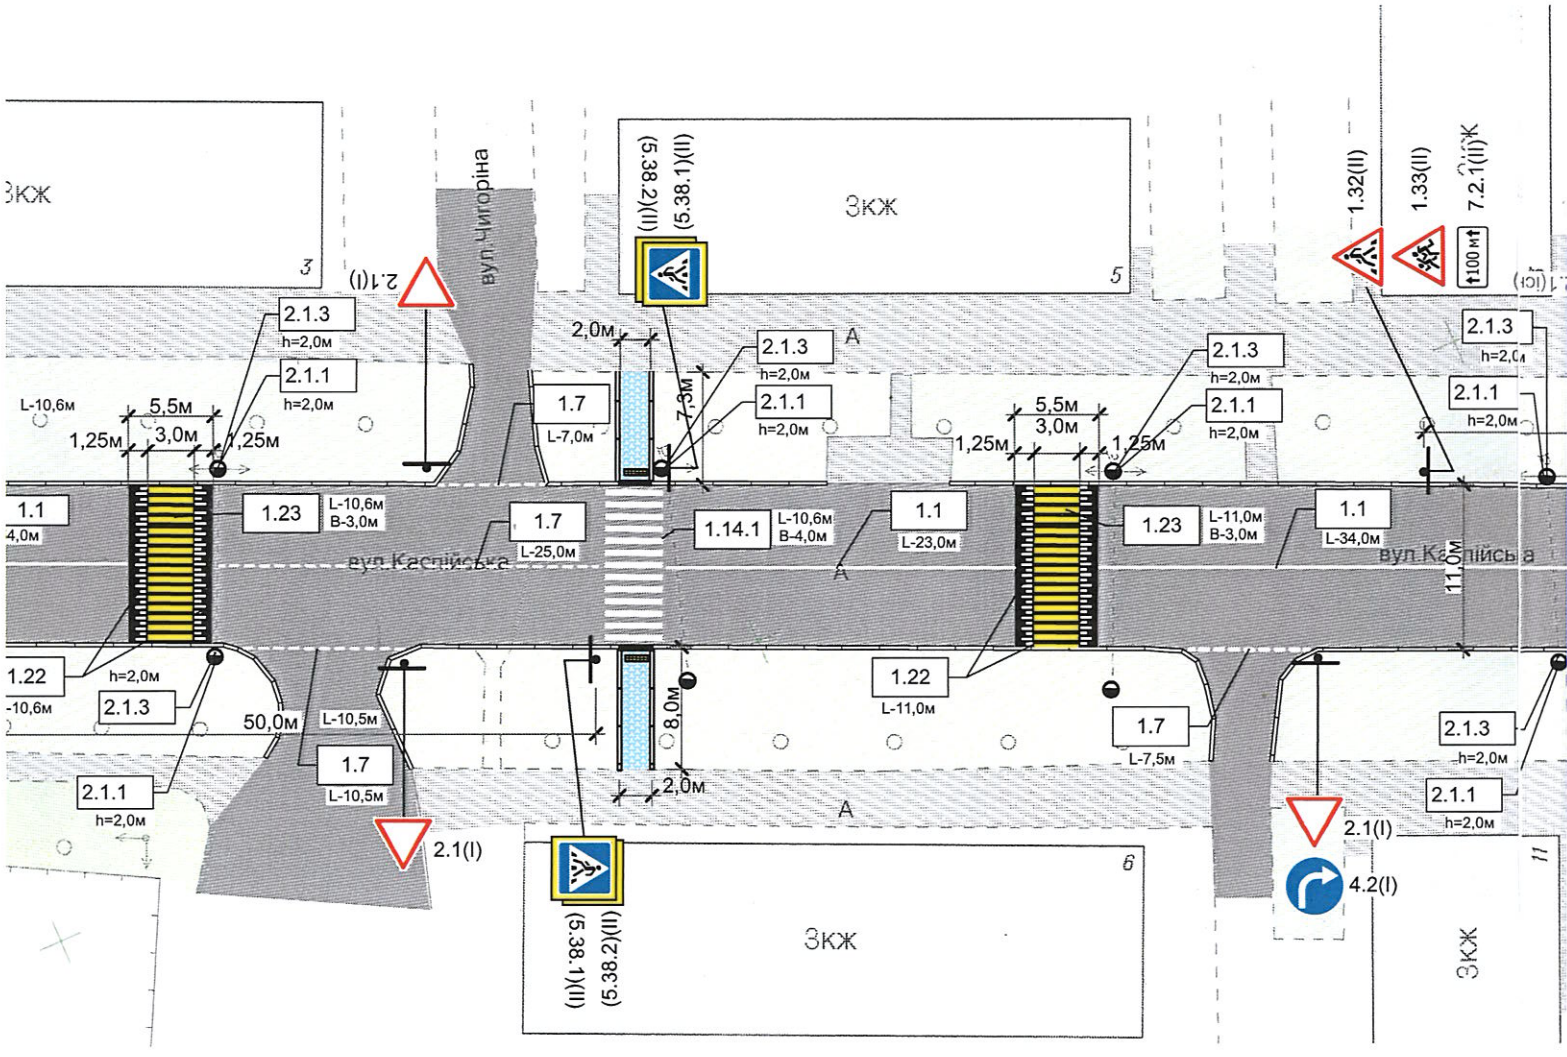 3кж
3
вул.Чигоріна
2.1(I)
(5.38.2)(II)
(5.38.1)(II)
3кж
5
1.32(II)
1.33(II)
7.2.1(II)
100 м
2.1.3
h=2,0м
2.1.1
h=2,0м
L-10,6м
5,5м
1,25м
3,0м
1,25м
2,0м
1.7
L-7,0м
7,3м
2.1.3
h=2,0м
2.1.1
h=2,0м
А
5,5м
1,25м
3,0м
1,25м
2.1.3
h=2,0м
2.1.1
h=2,0м
2.1.3
2.1.1
h=2,0м
1.1
4,0м
1.23
L-10,6м
В-3,0м
1.7
L-25,0м
вул.Каспійська
1.14.1
L-10,6м
В-4,0м
1.1
L-23,0м
А
1.23
L-11,0м
В-3,0м
1.1
L-34,0м
вул.Каспійська
11,0м
1.22
-10,6м
h=2,0м
2.1.3
50,0м
L-10,5м
1.7
L-10,5м
2.1.1
h=2,0м
2.1(I)
8,0м
2,0м
А
1.22
L-11,0м
1.7
L-7,5м
2.1.3
h=2,0м
2.1.1
h=2,0м
2.1(I)
4.2(I)
(5.38.1)(II)
(5.38.2)(II)
3кж
6
3кж
11